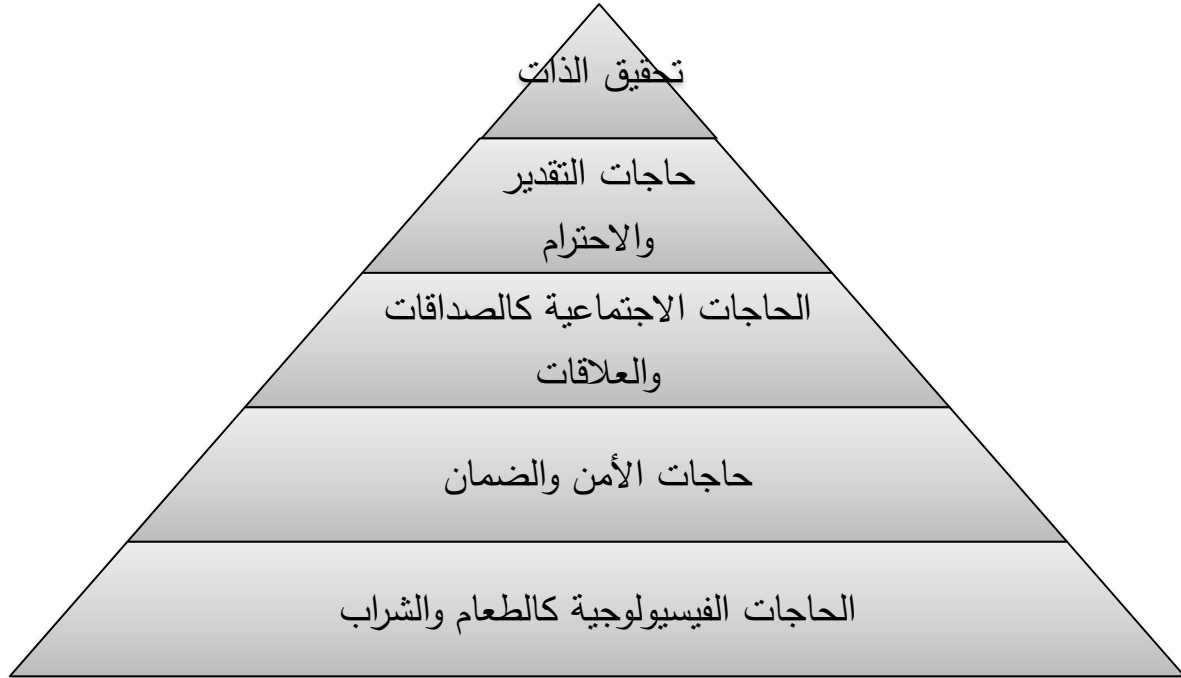 تحقيق الذات
حاجات التقدير
والاحترام
الحاجات الاجتماعية كالصداقات
والعلاقات
حاجات الأمن والضمان
الحاجات الفيسيولوجية كالطعام والشراب